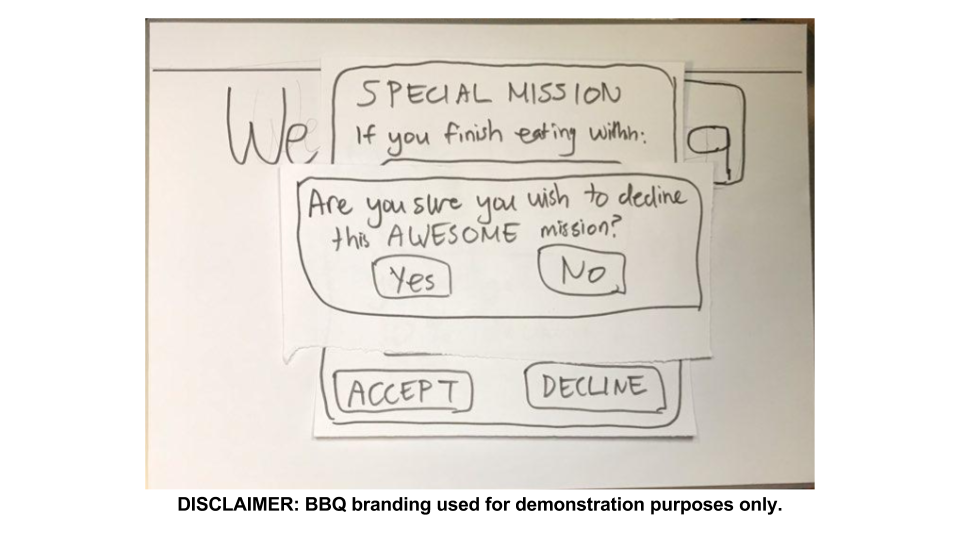 SPECIAL MISSION
We
If you finish eating within:
Are you sure you wish to decline
this AWESOME mission?
Yes
No
ACCEPT
DECLINE
DISCLAIMER: BBQ branding used for demonstration purposes only.